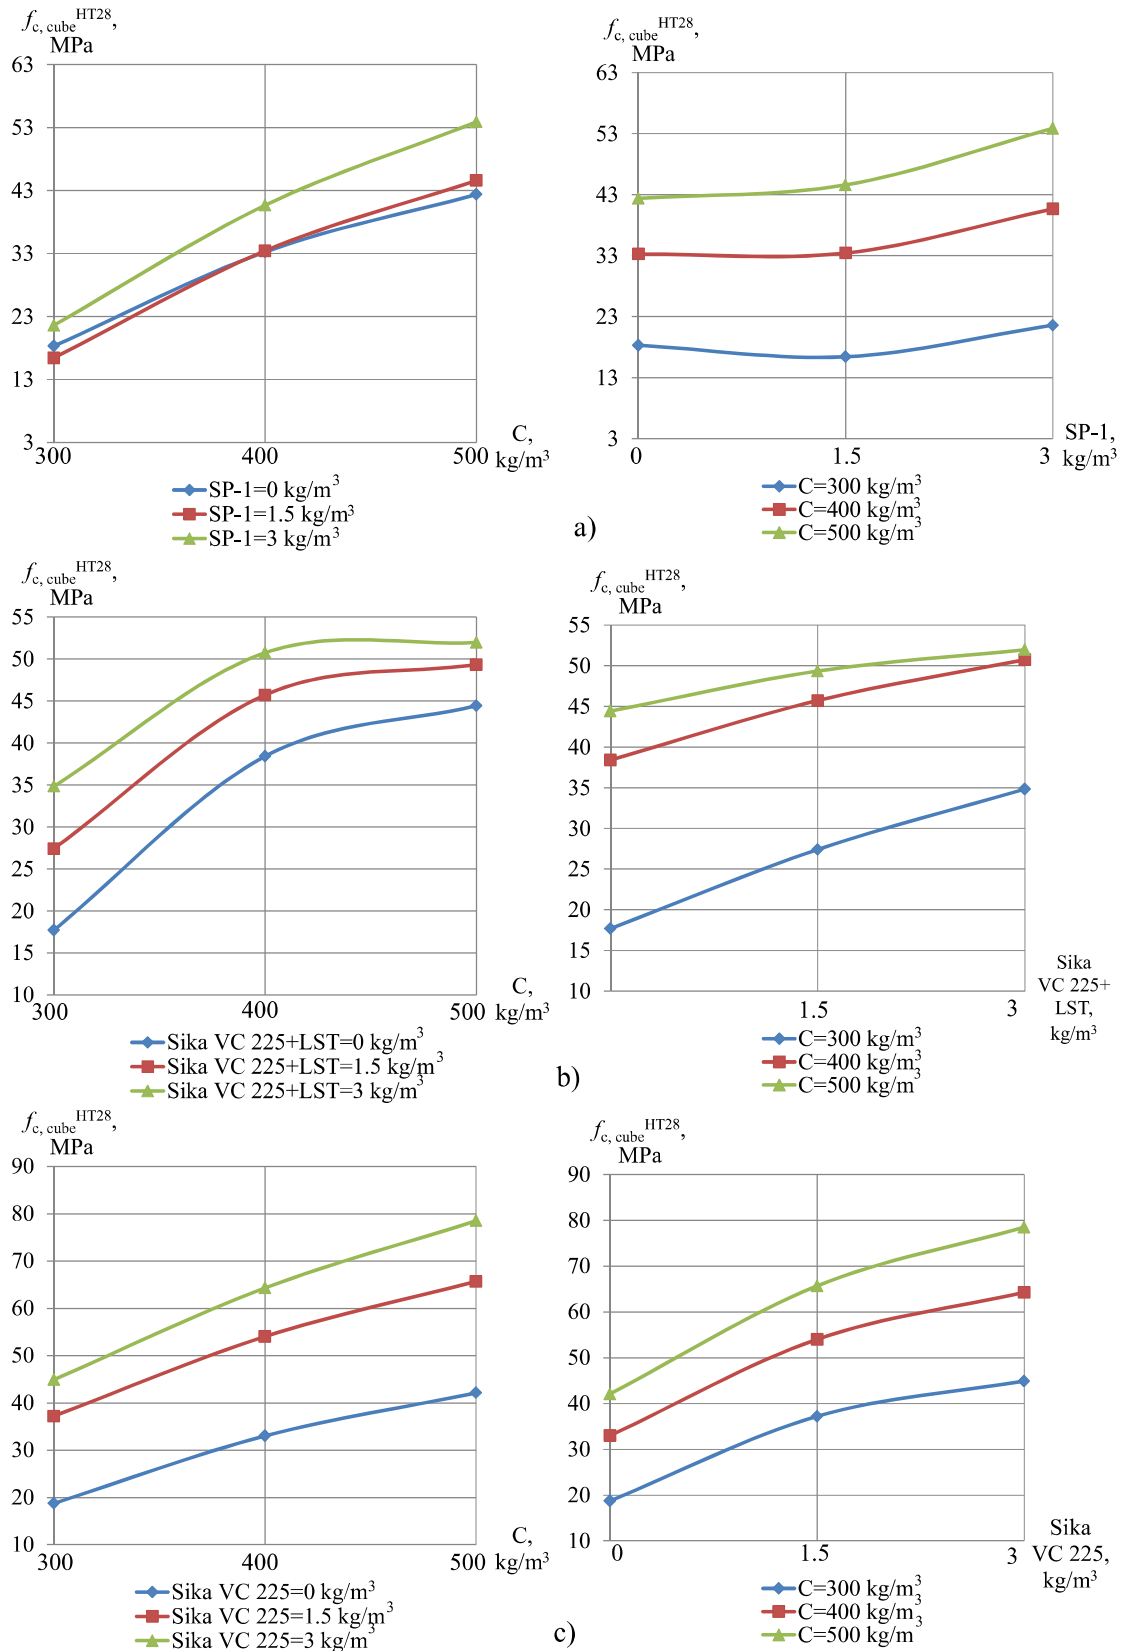 f c, cube HT28,
MPa
63
53
43
33
23
13
3
300
400
500
C,
kg/m³
SP-1=0 kg/m³
SP-1=1.5 kg/m³
SP-1=3 kg/m³
f c, cube HT28,
MPa
63
53
43
33
23
13
3
0
1.5
3
SP-1,
kg/m³
C=300 kg/m³
C=400 kg/m³
C=500 kg/m³
a)
f c, cube HT28,
MPa
55
50
45
40
35
30
25
20
15
10
300
400
500
C,
kg/m³
Sika VC 225+LST=0 kg/m³
Sika VC 225+LST=1.5 kg/m³
Sika VC 225+LST=3 kg/m³
f c, cube HT28,
MPa
55
50
45
40
35
30
25
20
15
10
1.5
3
Sika
VC 225+
LST,
kg/m³
C=300 kg/m³
C=400 kg/m³
C=500 kg/m³
b)
f c, cube HT28,
MPa
90
80
70
60
50
40
30
20
10
300
400
500
C,
kg/m³
Sika VC 225=0 kg/m³
Sika VC 225=1.5 kg/m³
Sika VC 225=3 kg/m³
f c, cube HT28,
MPa
90
80
70
60
50
40
30
20
10
0
1.5
3
Sika
VC 225,
kg/m³
C=300 kg/m³
C=400 kg/m³
C=500 kg/m³
c)